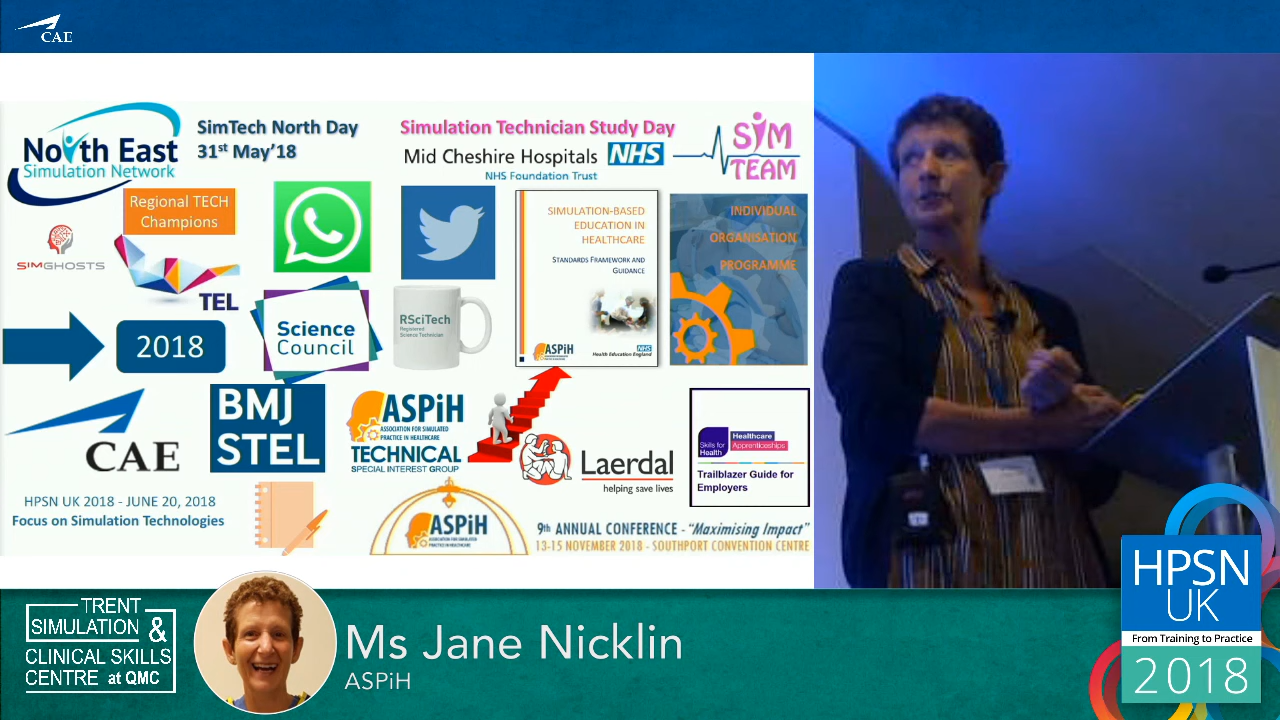 CAE
North East
Simulation Network
SimTech North Day
31st May'18
Simulation Technician Study Day
Mid Cheshire Hospitals NHS
NHS Foundation Trust
SiM
TEAM
Regional TECH
Champions
SIMGHOSTS
TEL
SIMULATION-BASED
EDUCATION IN
HEALTHCARE
STANDARDS FRAMEWORK AND
GUIDANCE
ASPiH
NHS
Health Education England
INDIVIDUAL
ORGANISATION
PROGRAMME
2018
Science
Council
RSciTech
Registered
Science Technician
CAE
BMJ
STEL
ASPiH
ASSOCIATION FOR SIMULATED
PRACTICE IN HEALTHCARE
TECHNICAL
SPECIAL INTEREST GROUP
Laerdal
helping save lives
Skills for
Health
Healthcare
Apprenticeships
Trailblazer Guide for
Employers
HPSN UK 2018 - JUNE 20, 2018
Focus on Simulation Technologies
ASPiH
ASSOCIATION FOR SIMULATED
PRACTICE IN HEALTHCARE
9th ANNUAL CONFERENCE - "Maximising Impact"
13-15 NOVEMBER 2018 - SOUTHPORT CONVENTION CENTRE
TRENT
SIMULATION &
CLINICAL SKILLS
CENTRE at QMC
Ms Jane Nicklin
ASPiH
HPSN
UK
From Training to Practice
2018